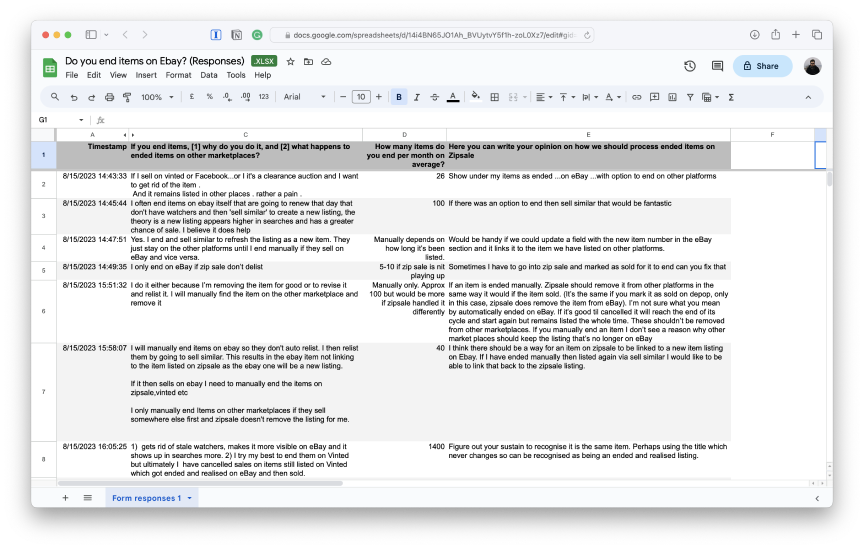 docs.google.com/spreadsheets/d/14i4BN65JO1Ah_BVUytvY5f1h-zoL0Xz7/edit#gid
Do you end items on Ebay? (Responses) .XLSX
File Edit View Insert Format Data Tools Help
Share
100% £ % .0 .00 123 Arial 10 B I A
G1 fx
A C D E F
1 Timestamp
If you end items, [1] why do you do it, and [2] what happens to
ended items on other marketplaces?
How many items do
you end per month on
average?
Here you can write your opinion on how we should process ended items on
Zipsale
2 8/15/2023 14:43:33
If I sell on vinted or Facebook...or I it's a clearance auction and I want
to get rid of the item .
And it remains listed in other places . rather a pain .
26
Show under my items as ended ...on eBay ...with option to end on other platforms
3 8/15/2023 14:45:44
I often end items on ebay itself that are going to renew that day that
don't have watchers and then 'sell similar' to create a new listing, the
theory is a new listing appears higher in searches and has a greater
chance of sale. I believe it does help
100
If there was an option to end then sell similar that would be fantastic
4 8/15/2023 14:47:51
Yes. I end and sell similar to refresh the listing as a new item. They
just stay on the other platforms until I end manually if they sell on
eBay and vice versa.
Manually depends on
how long it's been
listed.
Would be handy if we could update a field with the new item number in the eBay
section and it links it to the item we have listed on other platforms.
5 8/15/2023 14:49:35
I only end on eBay if zip sale don't delist
5-10 if zip sale is nit
playing up
Sometimes I have to go into zip sale and marked as sold for it to end can you fix that
6 8/15/2023 15:51:32
I do it either because I'm removing the item for good or to revise it
and relist it. I will manually find the item on the other marketplace and
remove it
Manually only. Approx
100 but would be more
if zipsale handled it
differently
If an item is ended manually. Zipsale should remove it from other platforms in the
same way it would if the item sold. (It's the same if you mark it as sold on depop, only
in this case, zipsale does remove the item from eBay). I'm not sure what you mean
by automatically ended on eBay. If it's good til cancelled it will reach the end of its
cycle and start again but remains listed the whole time. These shouldn't be removed
from other marketplaces. If you manually end an item I don't see a reason why other
market places should keep the listing that's no longer on eBay
7 8/15/2023 15:58:07
I will manually end items on ebay so they don't auto relist. I then relist
them by going to sell similar. This results in the ebay item not linking
to the item listed on zipsale as the ebay one will be a new listing.
If it then sells on ebay I need to manually end the items on
zipsale,vinted etc
I only manually end Items on other marketplaces if they sell
somewhere else first and zipsale doesn't remove the listing for me.
40
I think there should be a way for an item on zipsale to be linked to a new item listing
on Ebay. If I have ended manually then listed again via sell similar I would like to be
able to link that back to the zipsale listing.
8 8/15/2023 16:05:25
1) gets rid of stale watchers, makes it more visible on eBay and it
shows up in searches more. 2) I try my best to end them on Vinted
but ultimately I have cancelled sales on items still listed on Vinted
which got ended and realised on eBay and then sold.
1400
Figure out your sustain to recognise it is the same item. Perhaps using the title which
never changes so can be recognised as being an ended and realised listing.
Form responses 1